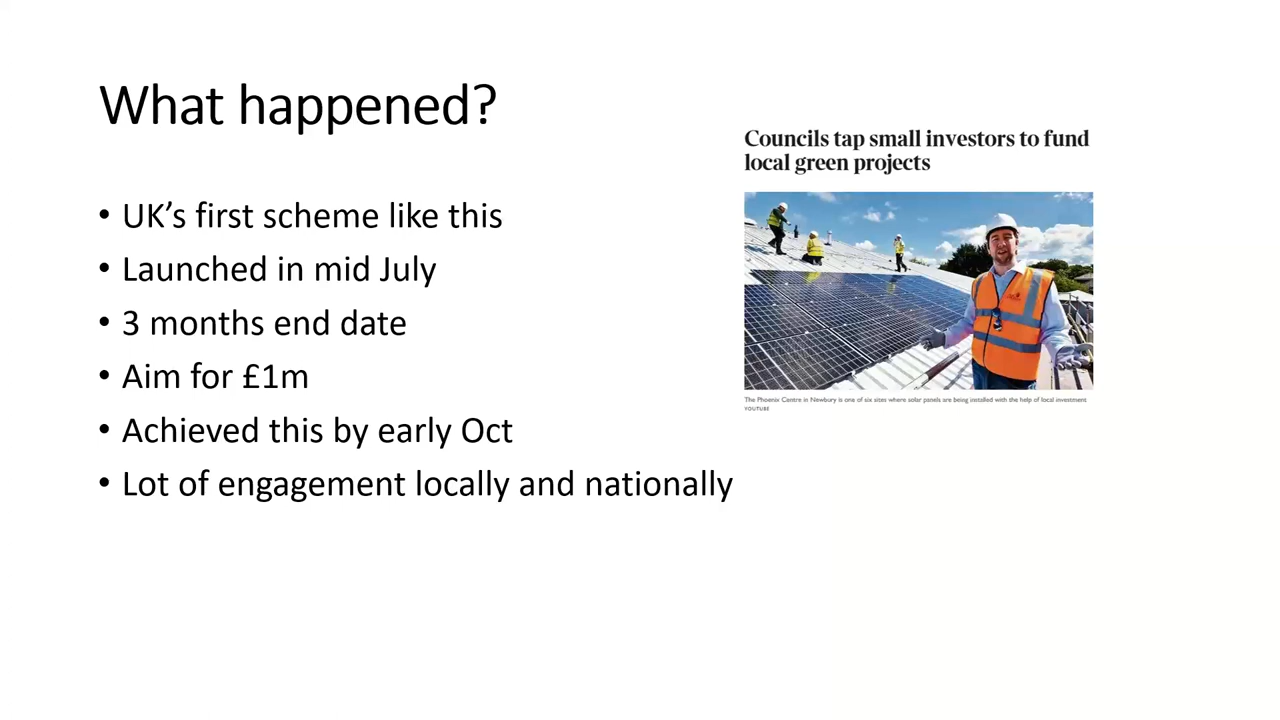 What happened?
• UK’s first scheme like this
• Launched in mid July
• 3 months end date
• Aim for £1m
• Achieved this by early Oct
• Lot of engagement locally and nationally
Councils tap small investors to fund
local green projects
The Phoenix Centre in Newbury is one of six sites where solar panels are being installed with the help of local investment
YOUTUBE